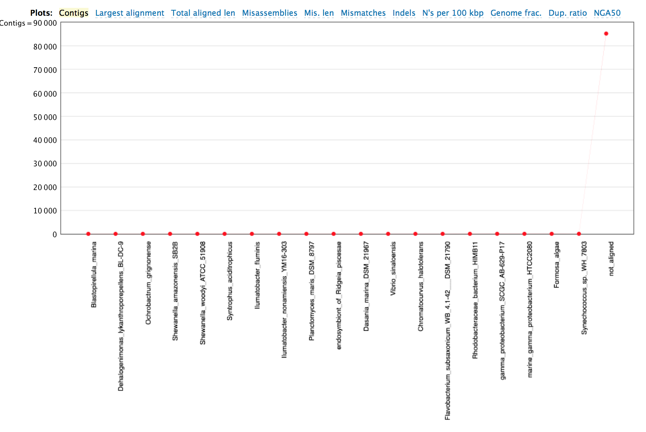 Plots: Contigs Largest alignment Total aligned len Misassemblies Mis. len Mismatches Indels N's per 100 kbp Genome frac. Dup. ratio NGA50
Contigs = 90 000
80 000
70 000
60 000
50 000
40 000
30 000
20 000
10 000
0
Blastopirellula_marina
Dehalogenimonas_lykanthroporepellens_BL-DC-9
Ochrobactrum_grignonense
Shewanella_amazonensis_SB2B
Shewanella_woodyi_ATCC_51908
Syntrophus_aciditrophicus
Ilumatobacter_fluminis
Ilumatobacter_nonamiensis_YM16-303
Planctomyces_maris_DSM_8797
endosymbiont_of_Ridgeia_piscesae
Dasania_marina_DSM_21967
Vibrio_sinaloensis
Chromatiocurvus_halotolerans
Flavobacterium_subsaxonicum_WB_4.1-42___DSM_21790
Rhodobacteraceae_bacterium_HIMB11
gamma_proteobacterium_SCGC_AB-629-P17
marine_gamma_proteobacterium_HTCC2080
Formosa_algae
Synechococcus_sp._WH_7803
not_aligned